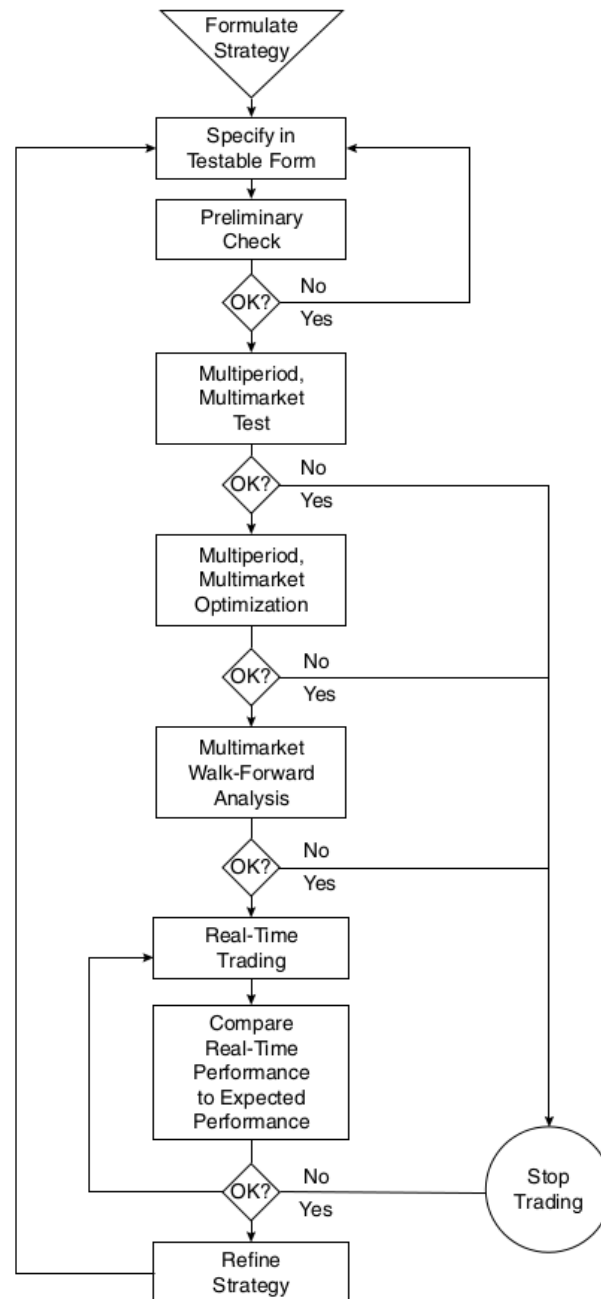 Formulate
Strategy
Specify in
Testable Form
Preliminary
Check
OK?
No
Yes
Multiperiod,
Multimarket
Test
OK?
No
Yes
Multiperiod,
Multimarket
Optimization
OK?
No
Yes
Multimarket
Walk-Forward
Analysis
OK?
No
Yes
Real-Time
Trading
Compare
Real-Time
Performance
to Expected
Performance
OK?
No
Yes
Stop
Trading
Refine
Strategy